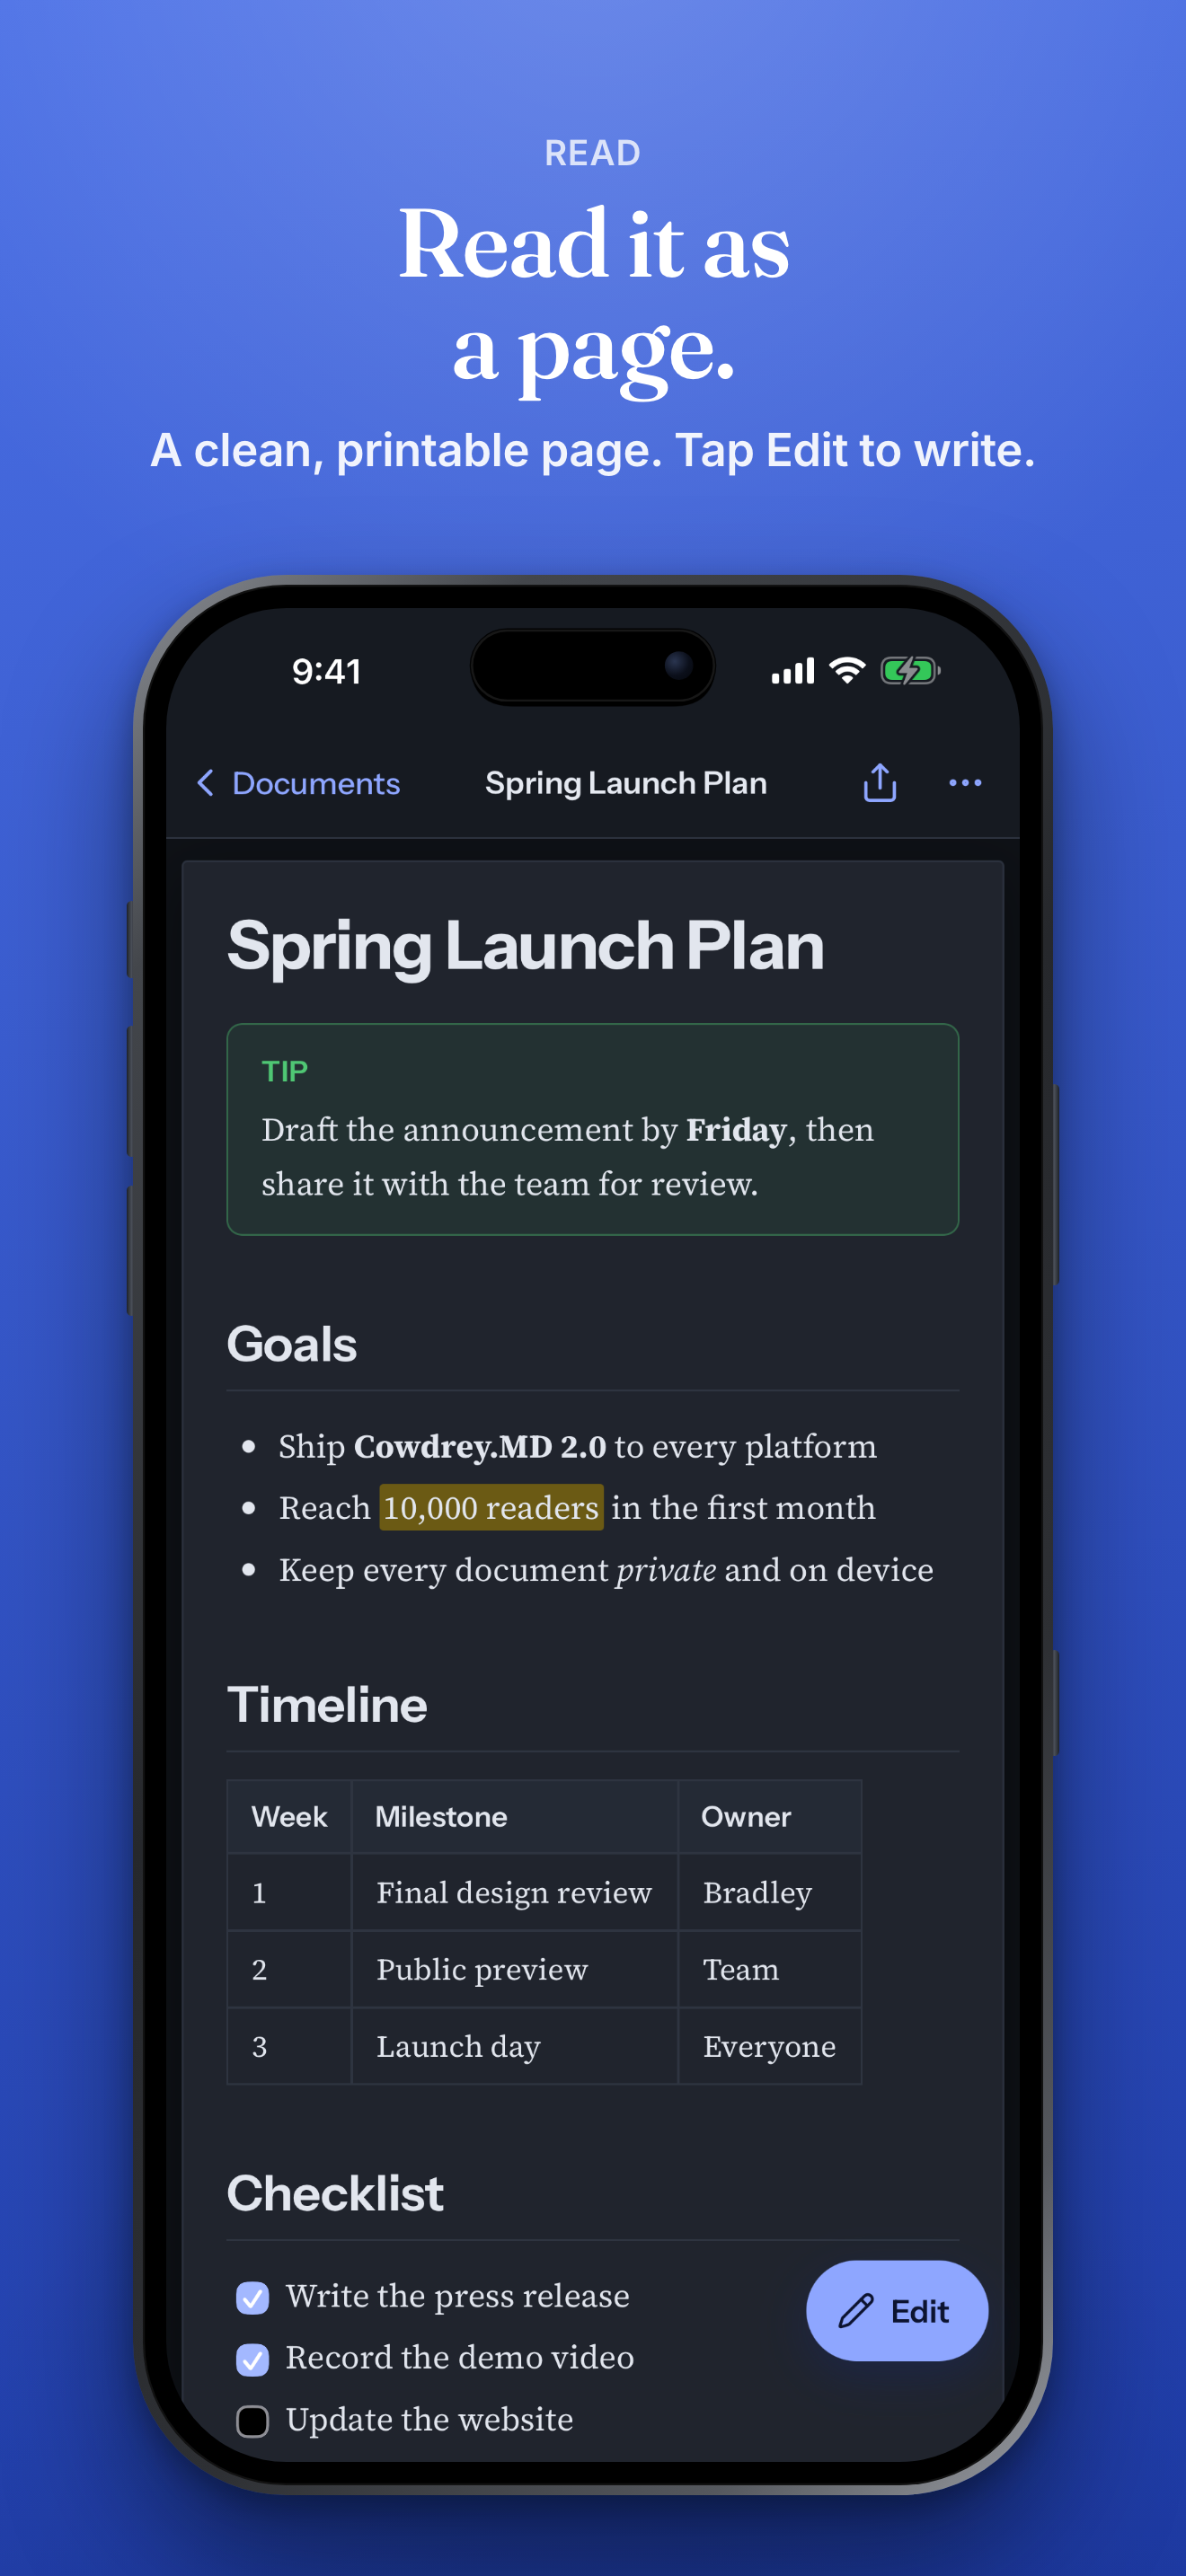 READ
Read it as
a page.
A clean, printable page. Tap Edit to write.
9:41
Documents Spring Launch Plan
Spring Launch Plan
TIP
Draft the announcement by Friday, then
share it with the team for review.
Goals
Ship Cowdrey.MD 2.0 to every platform
Reach 10,000 readers in the first month
Keep every document private and on device
Timeline
Week Milestone Owner
1 Final design review Bradley
2 Public preview Team
3 Launch day Everyone
Checklist
Write the press release
Edit
Record the demo video
Update the website